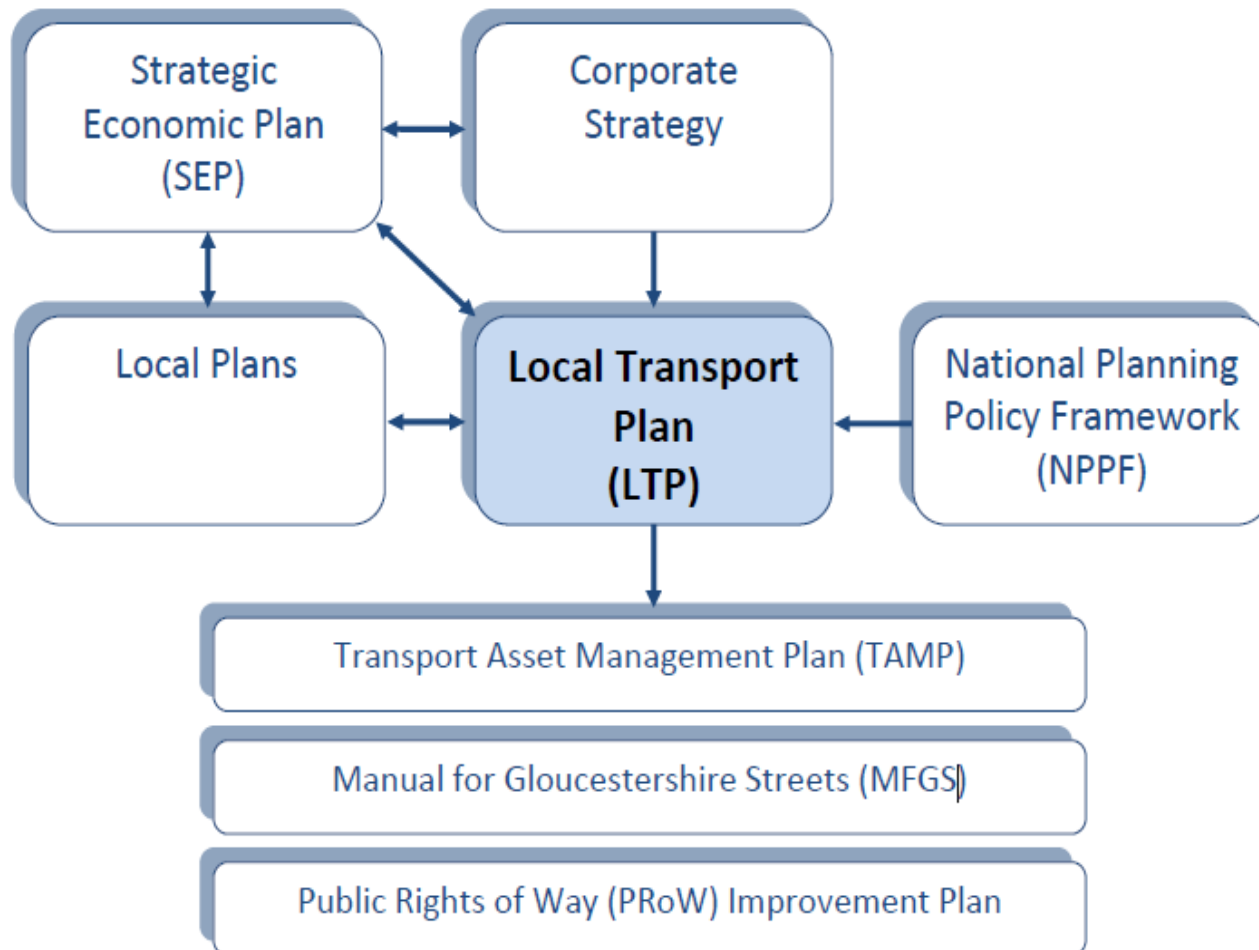 Strategic
Economic Plan
(SEP)
Corporate
Strategy
Local Plans
Local Transport
Plan
(LTP)
National Planning
Policy Framework
(NPPF)
Transport Asset Management Plan (TAMP)
Manual for Gloucestershire Streets (MFGS)
Public Rights of Way (PRoW) Improvement Plan